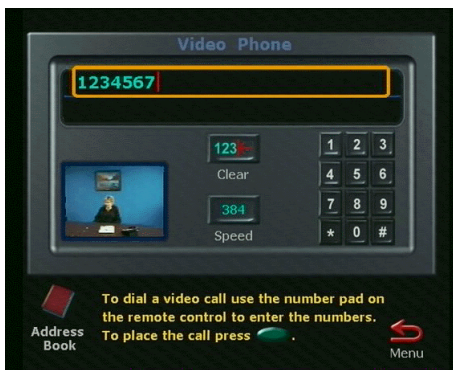 Video Phone
1234567
123
Clear
384
Speed
1 2 3
4 5 6
7 8 9
* 0 #
To dial a video call use the number pad on
the remote control to enter the numbers.
To place the call press .
Address
Book
Menu